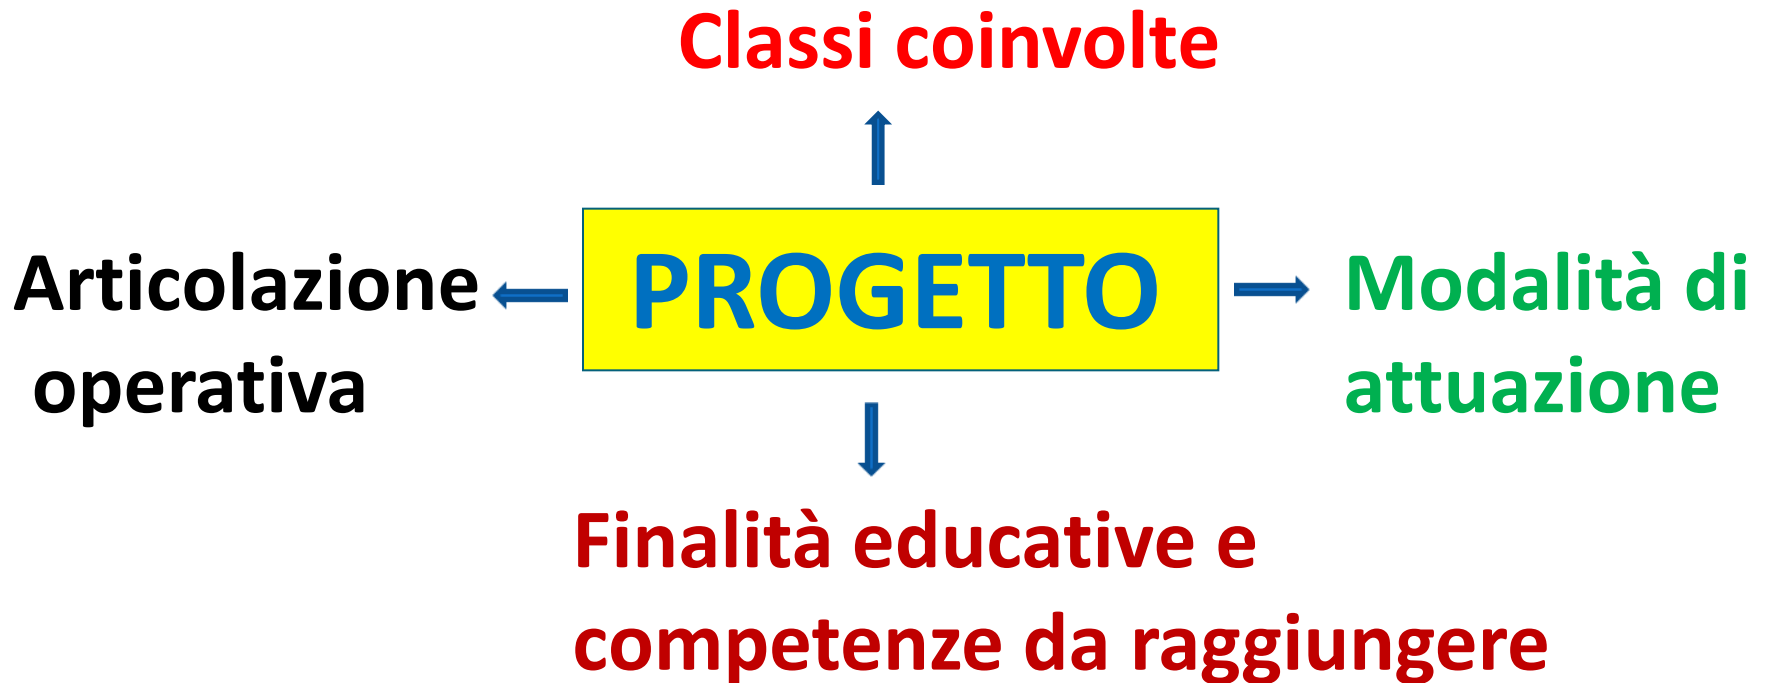 Classi coinvolte
Articolazione
operativa
PROGETTO
Modalità di
attuazione
Finalità educative e
competenze da raggiungere